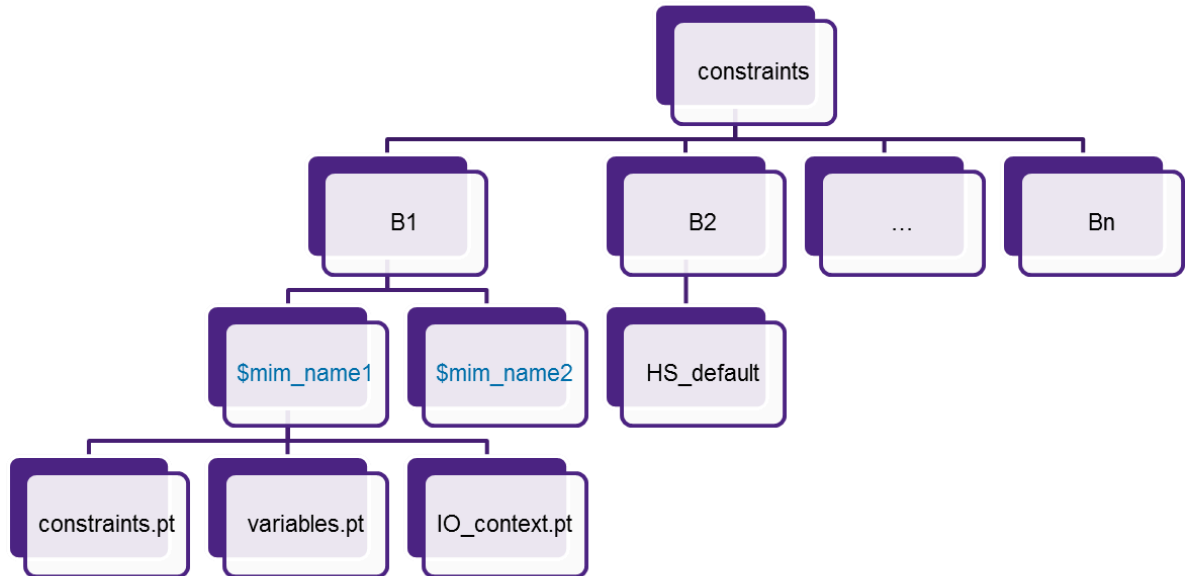 constraints
B1
B2
…
Bn
$mim_name1
$mim_name2
HS_default
constraints.pt
variables.pt
IO_context.pt